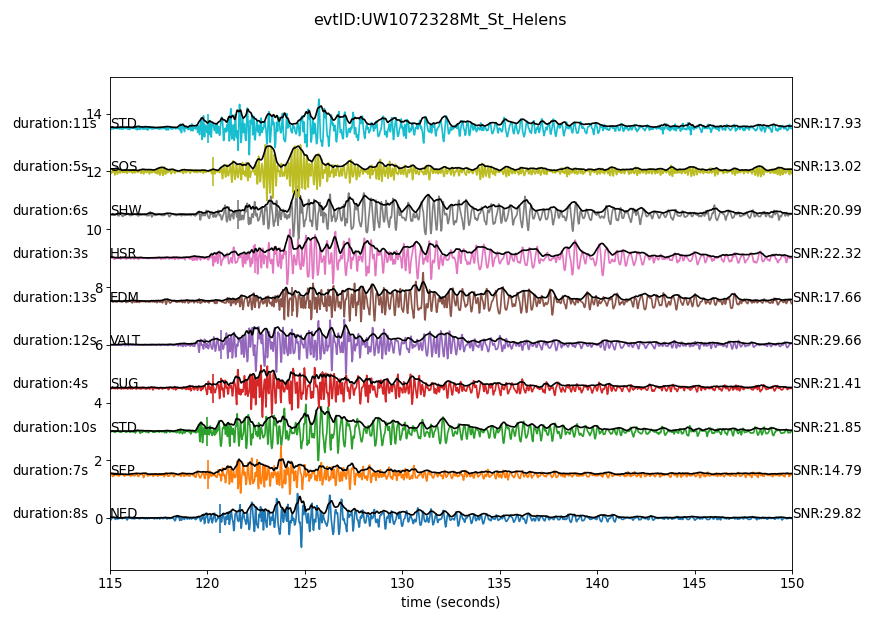 evtID:UW1072328Mt_St_Helens
14
duration:11s STD SNR:17.93
duration:5s 12 SOS SNR:13.02
duration:6s SHW SNR:20.99
10
duration:3s HSR SNR:22.32
8
duration:13s EDM SNR:17.66
duration:12s 6 VALT SNR:29.66
duration:4s SUG SNR:21.41
4
duration:10s STD SNR:21.85
2
duration:7s SEP SNR:14.79
duration:8s 0 NED SNR:29.82
115 120 125 130 135 140 145 150
time (seconds)